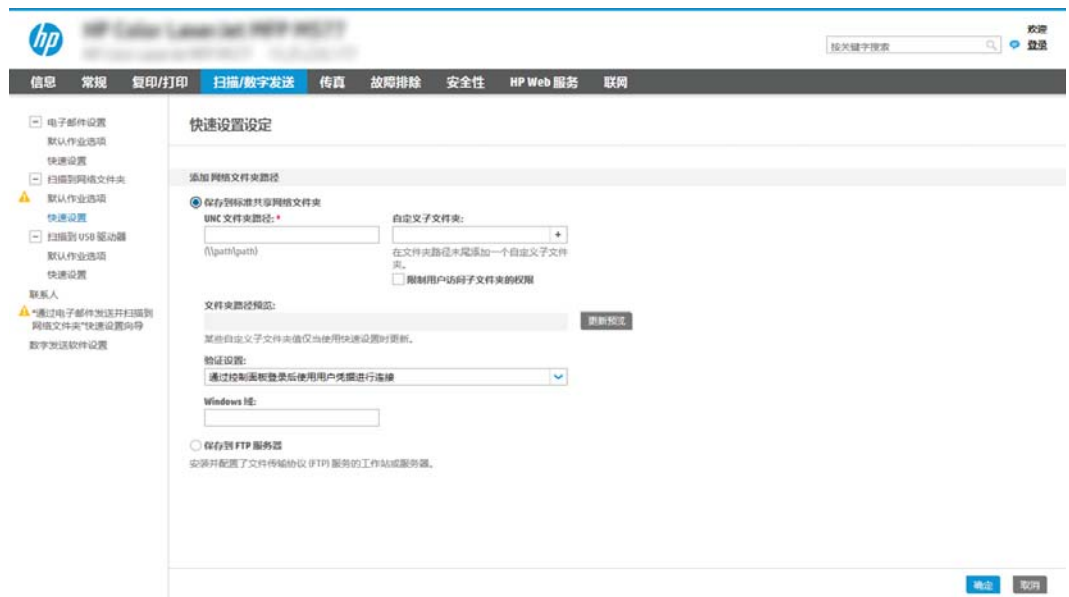 hp
欢迎
按关键字搜索
登录
信息 常规 复印/打印 扫描/数字发送 传真 故障排除 安全性 HP Web 服务 联网
电子邮件设置
默认作业选项
快速设置
扫描到网络文件夹
默认作业选项
快速设置
扫描到 USB 驱动器
默认作业选项
快速设置
联系人
“通过电子邮件发送并扫描到
网络文件夹”快速设置向导
数字发送软件设置
快速设置设定
添加网络文件夹路径
保存到标准共享网络文件夹
UNC 文件夹路径:* 自定义子文件夹:
+
(\\path\path) 在文件夹路径末尾添加一个自定义子文件
夹。
限制用户访问子文件夹的权限
文件夹路径预览:
更新预览
某些自定义子文件夹值仅当使用快速设置时更新。
验证设置:
通过控制面板登录后使用用户凭据进行连接
Windows 域:
保存到 FTP 服务器
安装并配置了文件传输协议 (FTP) 服务的工作站或服务器。
确定 取消